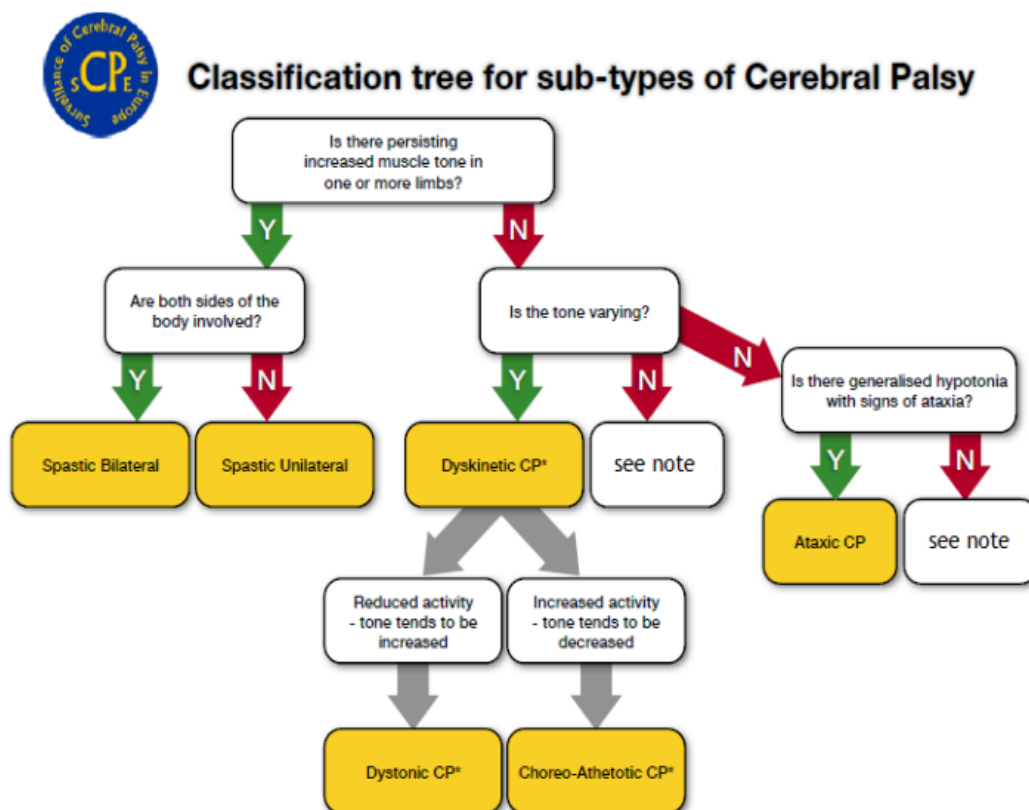 Surveillance of Cerebral Palsy in Europe
SCPE
Classification tree for sub-types of Cerebral Palsy
Is there persisting
increased muscle tone in
one or more limbs?
Y
N
Are both sides of the
body involved?
Is the tone varying?
N
Is there generalised hypotonia
with signs of ataxia?
Y
N
Y
N
Spastic Bilateral
Spastic Unilateral
Dyskinetic CP*
see note
Y
N
Ataxic CP
see note
Reduced activity
- tone tends to be
increased
Increased activity
- tone tends to be
decreased
Dystonic CP*
Choreo-Athetotic CP*